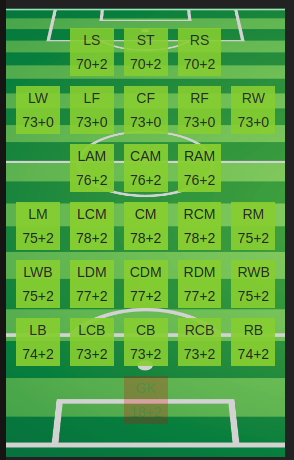 LS ST RS
70+2 70+2 70+2
LW LF CF RF RW
73+0 73+0 73+0 73+0 73+0
LAM CAM RAM
76+2 76+2 76+2
LM LCM CM RCM RM
75+2 78+2 78+2 78+2 75+2
LWB LDM CDM RDM RWB
75+2 77+2 77+2 77+2 75+2
LB LCB CB RCB RB
74+2 73+2 73+2 73+2 74+2
GK
18+2